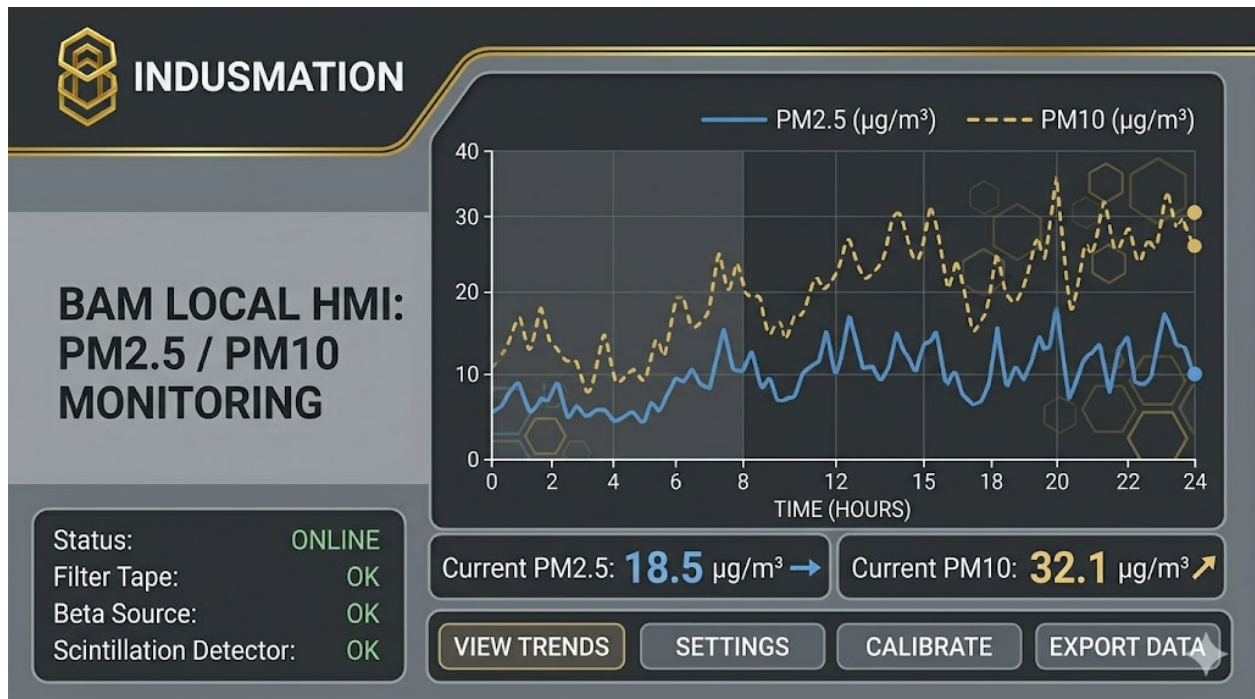 INDUSMATION
BAM LOCAL HMI:
PM2.5 / PM10
MONITORING
Status: ONLINE
Filter Tape: OK
Beta Source: OK
Scintillation Detector: OK
PM2.5 (µg/m³) PM10 (µg/m³)
40
30
20
10
0
0 2 4 6 8 12 15 18 20 22 24
TIME (HOURS)
Current PM2.5: 18.5 µg/m³ → Current PM10: 32.1 µg/m³ ↗
VIEW TRENDS SETTINGS CALIBRATE EXPORT DATA